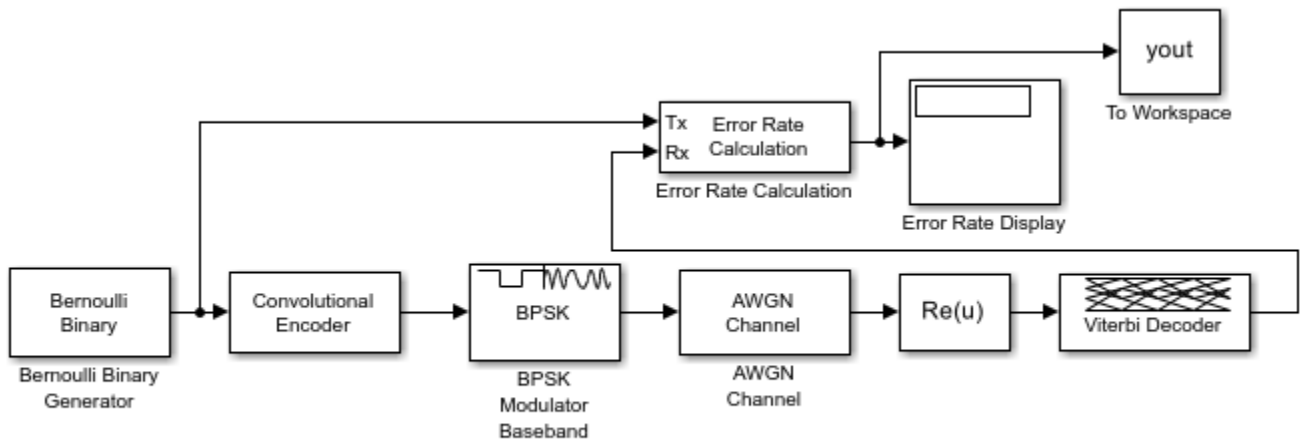 yout
To Workspace
Tx
Rx
Error Rate
Calculation
Error Rate Calculation
Error Rate Display
Bernoulli
Binary
Bernoulli Binary
Generator
Convolutional
Encoder
BPSK
BPSK
Modulator
Baseband
AWGN
Channel
AWGN
Channel
Re(u)
Viterbi Decoder